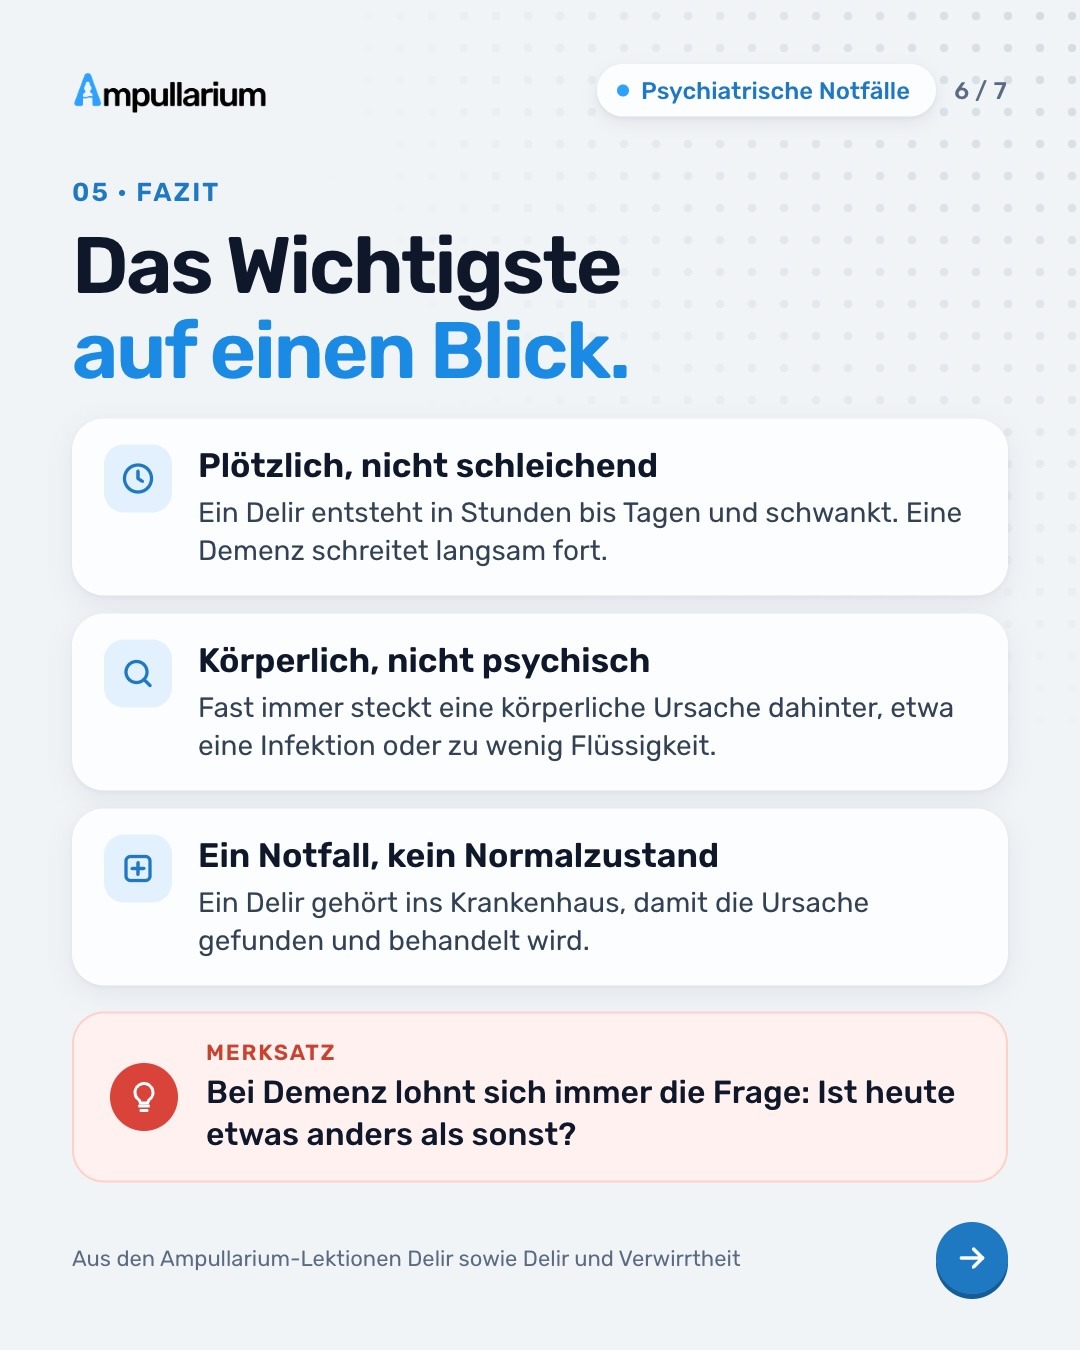 Ampullarium
Psychiatrische Notfälle
6 / 7
05 • FAZIT
Das Wichtigste
auf einen Blick.
Plötzlich, nicht schleichend
Ein Delir entsteht in Stunden bis Tagen und schwankt. Eine
Demenz schreitet langsam fort.
Körperlich, nicht psychisch
Fast immer steckt eine körperliche Ursache dahinter, etwa
eine Infektion oder zu wenig Flüssigkeit.
Ein Notfall, kein Normalzustand
Ein Delir gehört ins Krankenhaus, damit die Ursache
gefunden und behandelt wird.
MERKSATZ
Bei Demenz lohnt sich immer die Frage: Ist heute
etwas anders als sonst?
Aus den Ampullarium-Lektionen Delir sowie Delir und Verwirrtheit